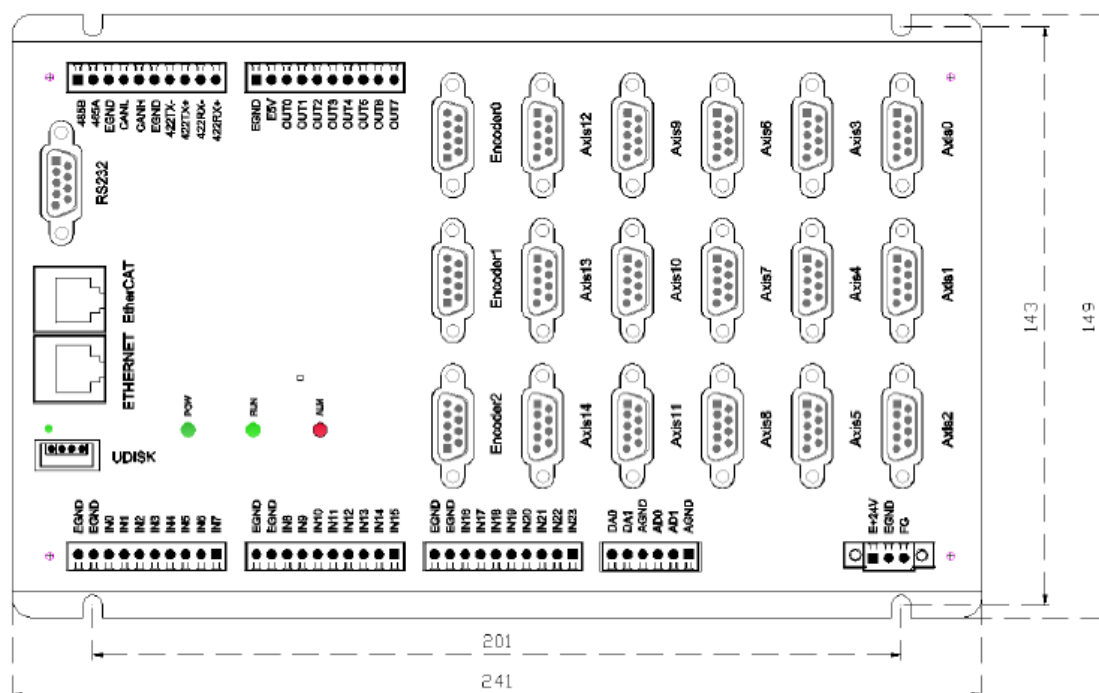 485B
485A
EGND
CANL
CANH
EGND
422TX-
422TX+
422RX-
422RX+
EGND
E5V
OUT0
OUT1
OUT2
OUT3
OUT4
OUT5
OUT6
OUT7
RS232
Encoder0
Axis12
Axis9
Axis6
Axis3
Axis0
EtherCAT
Encoder1
Axis13
Axis10
Axis7
Axis4
Axis1
ETHERNET
POW
RUN
ALM
Encoder2
Axis14
Axis11
Axis8
Axis5
Axis2
UDISK
EGND
EGND
IN0
IN1
IN2
IN3
IN4
IN5
IN6
IN7
EGND
EGND
IN8
IN9
IN10
IN11
IN12
IN13
IN14
IN15
EGND
EGND
IN16
IN17
IN18
IN19
IN20
IN21
IN22
IN23
DA0
DA1
AGND
AD0
AD1
AGND
E+24V
EGND
FG
143
149
201
241